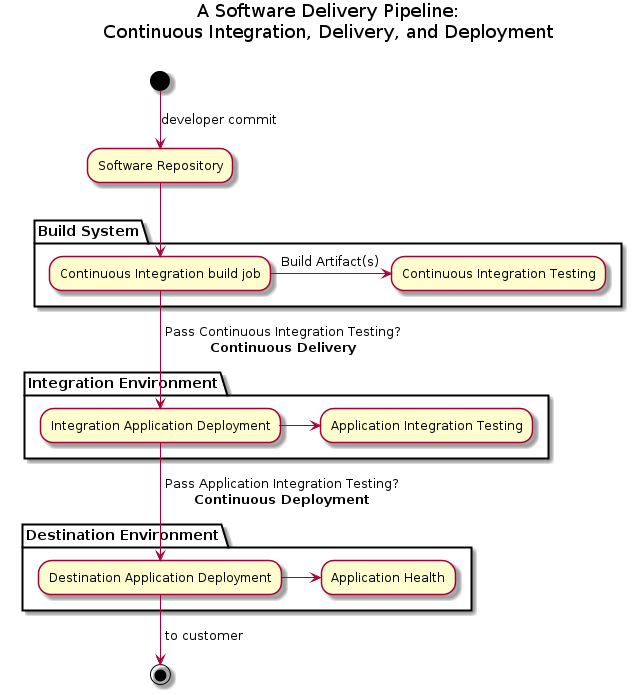 A Software Delivery Pipeline:
Continuous Integration, Delivery, and Deployment
developer commit
Software Repository
Build System
Continuous Integration build job
Build Artifact(s)
Continuous Integration Testing
Pass Continuous Integration Testing?
Continuous Delivery
Integration Environment
Integration Application Deployment
Application Integration Testing
Pass Application Integration Testing?
Continuous Deployment
Destination Environment
Destination Application Deployment
Application Health
to customer